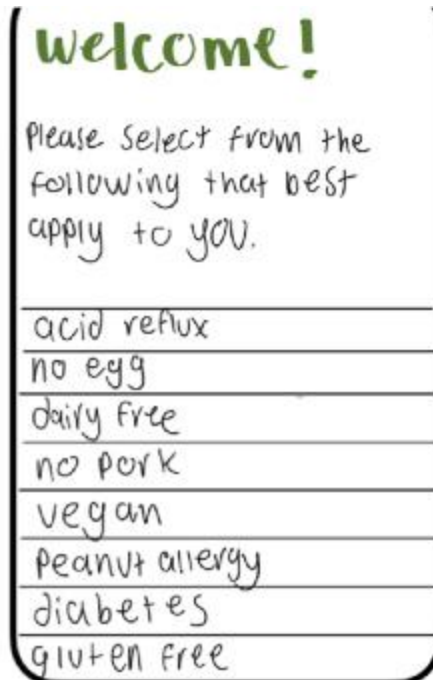 welcome!
Please select from the
following that best
apply to you.
acid reflux
no egg
dairy free
no pork
vegan
peanut allergy
diabetes
gluten free